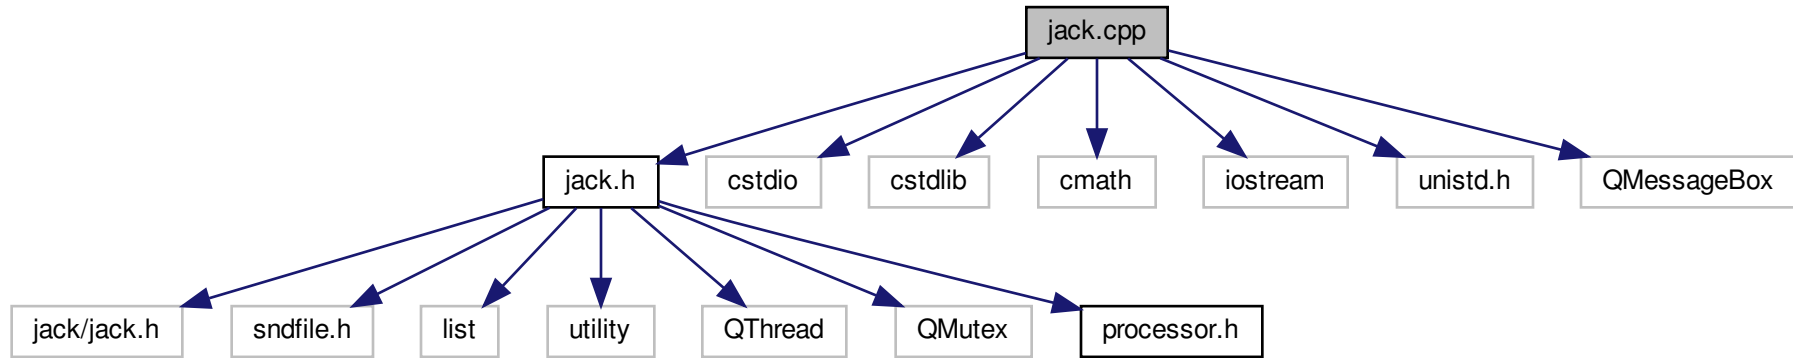 jack.cpp
jack.h
cstdio
cstdlib
cmath
iostream
unistd.h
QMessageBox
jack/jack.h
sndfile.h
list
utility
QThread
QMutex
processor.h